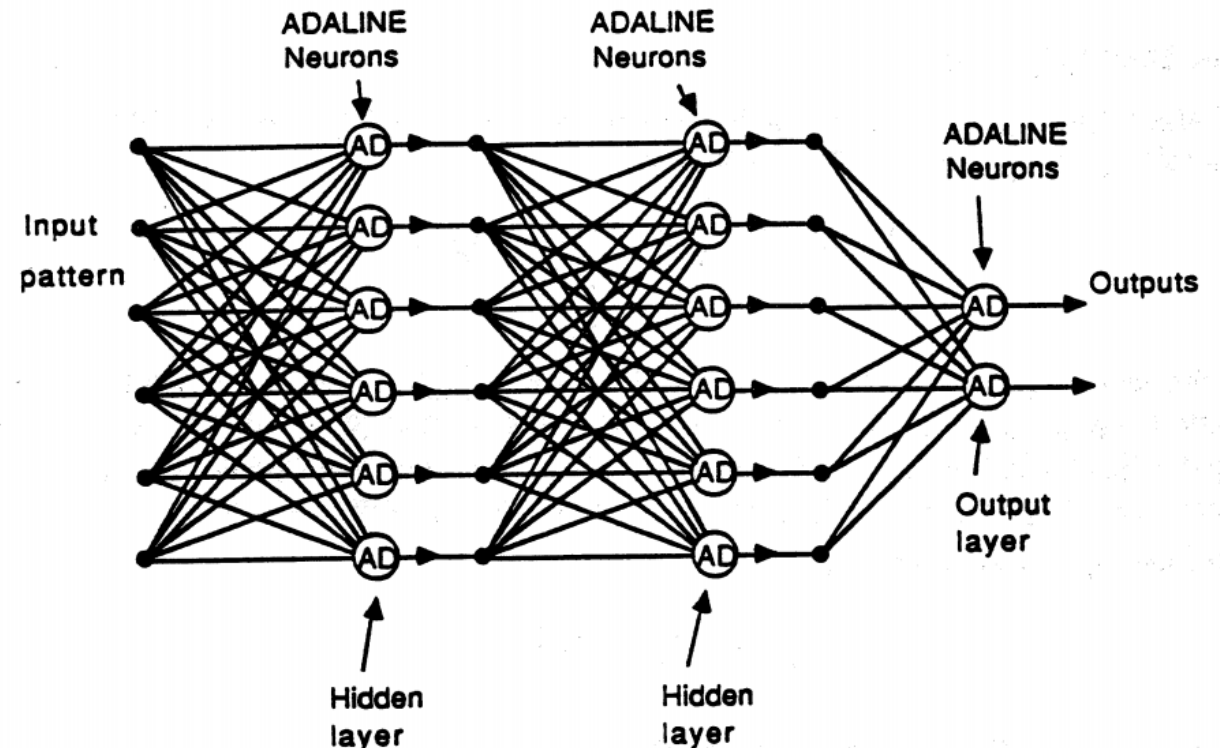 ADALINE
Neurons
ADALINE
Neurons
ADALINE
Neurons
Input
pattern
AD
AD
AD
AD
AD
AD
AD
AD
AD
AD
AD
AD
AD
AD
Outputs
Output
layer
Hidden
layer
Hidden
layer